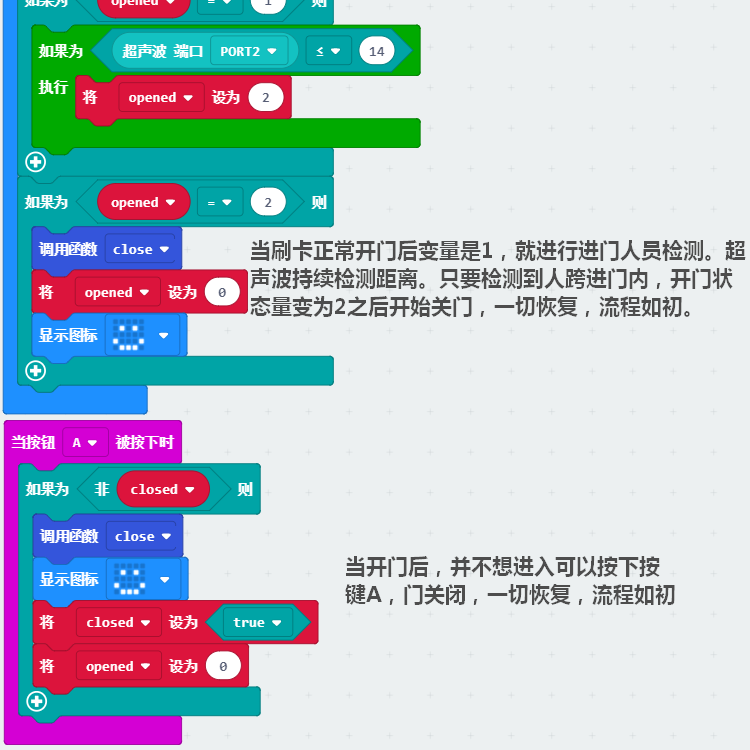 如果为 opened = 1 则
如果为 超声波 端口 PORT2 ≤ 14
执行 将 opened 设为 2
如果为 opened = 2 则
调用函数 close
将 opened 设为 0
显示图标
当刷卡正常开门后变量是1，就进行进门人员检测。超
声波持续检测距离。只要检测到人跨进门内，开门状
态量变为2之后开始关门，一切恢复，流程如初。
当按钮 A 被按下时
如果为 非 closed 则
调用函数 close
显示图标
将 closed 设为 true
将 opened 设为 0
当开门后，并不想进入可以按下按
键A，门关闭，一切恢复，流程如初